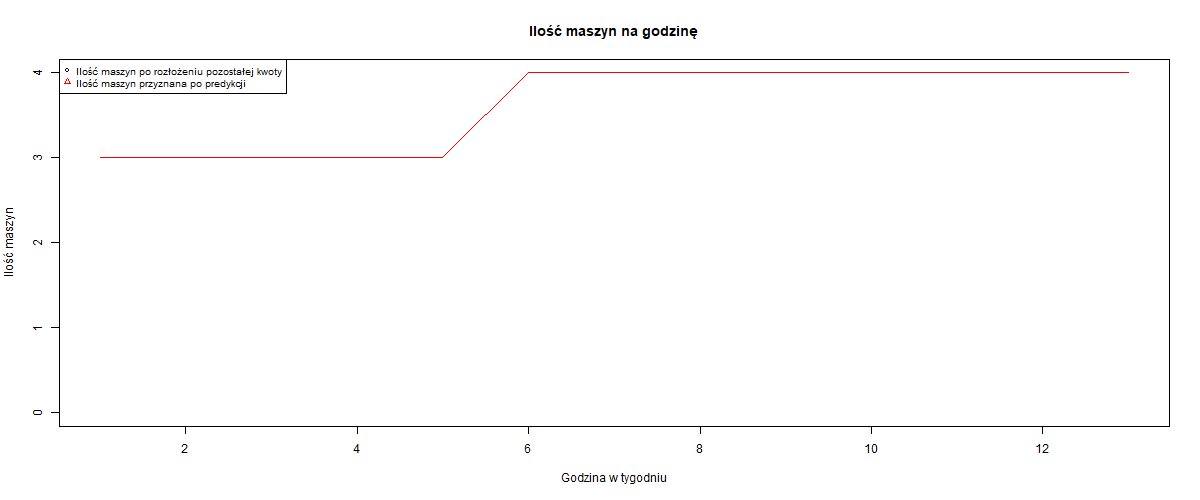 Ilość maszyn na godzinę
Ilość maszyn po rozłożeniu pozostałej kwoty
Ilość maszyn przyznana po predykcji
4
3
2
1
0
Ilość maszyn
2 4 6 8 10 12
Godzina w tygodniu